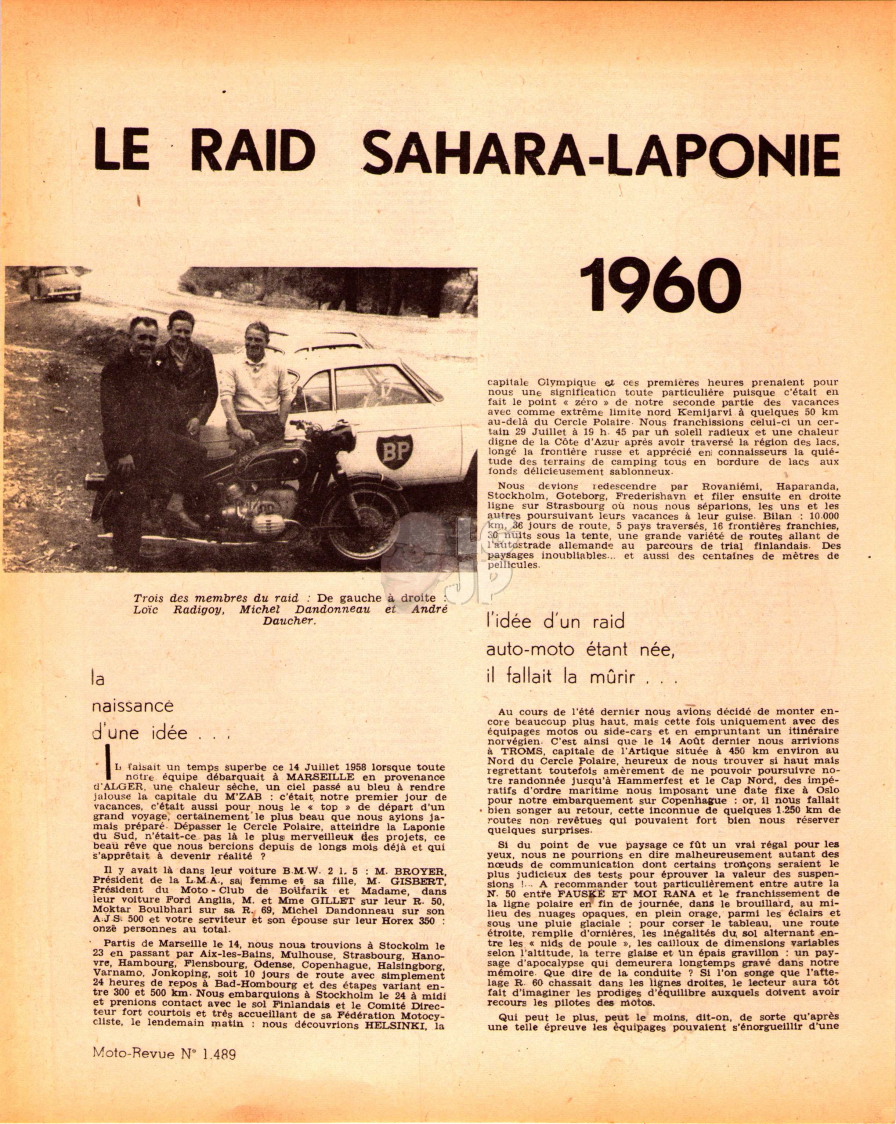 LE RAID SAHARA-LAPONIE
1960
BP
Trois des membres du raid : De gauche à droite :
Loïc Radigoy, Michel Dandonneau et André
Daucher.
la
naissance
d'une idée . . .
IL faisait un temps superbe ce 14 Juillet 1958 lorsque toute
notre équipe débarquait à MARSEILLE en provenance
d'ALGER, une chaleur sèche, un ciel passé au bleu à rendre
jalouse la capitale du M'ZAB : c'était notre premier jour de
vacances, c'était aussi pour nous le « top » de départ d'un
grand voyage, certainement le plus beau que nous ayions ja-
mais préparé. Dépasser le Cercle Polaire, atteindre la Laponie
du Sud, n'était-ce pas là le plus merveilleux des projets, ce
beau rêve que nous bercions depuis de longs mois déjà et qui
s'apprêtait à devenir réalité ?
Il y avait là dans leur voiture B.M.W. 2 l. 5 : M. BROYER,
Président de la L.M.A., sa femme et sa fille, M. GISBERT,
Président du Moto-Club de Boufarik et Madame, dans
leur voiture Ford Anglia, M. et Mme GILLET sur leur R. 50,
Moktar Boulbhari sur sa R. 69, Michel Dandonneau sur son
A.J.S. 500 et votre serviteur et son épouse sur leur Horex 350 :
onze personnes au total.
Partis de Marseille le 14, nous nous trouvions à Stockolm le
23 en passant par Aix-les-Bains, Mulhouse, Strasbourg, Hano-
vre, Hambourg, Flensbourg, Odense, Copenhague, Halsingborg,
Varnamo, Jonkoping, soit 10 jours de route avec simplement
24 heures de repos à Bad-Hombourg et des étapes variant en-
tre 300 et 500 km. Nous embarquions à Stockholm le 24 à midi
et prenions contact avec le sol Finlandais et le Comité Direc-
teur fort courtois et très accueillant de sa Fédération Motocy-
cliste, le lendemain matin : nous découvrions HELSINKI, la
capitale Olympique et ces premières heures prenaient pour
nous une signification toute particulière puisque c'était en
fait le point « zéro » de notre seconde partie des vacances
avec comme extrême limite nord Kemijarvi à quelques 50 km
au-delà du Cercle Polaire. Nous franchissions celui-ci un cer-
tain 29 Juillet à 19 h. 45 par un soleil radieux et une chaleur
digne de la Côte d'Azur après avoir traversé la région des lacs,
longé la frontière russe et apprécié en connaisseurs la quié-
tude des terrains de camping tous en bordure de lacs aux
fonds délicieusement sablonneux.
Nous devions redescendre par Rovaniémi, Haparanda,
Stockholm, Goteborg, Frederishavn et filer ensuite en droite
ligne sur Strasbourg où nous nous séparions, les uns et les
autres poursuivant leurs vacances à leur guise. Bilan : 10.000
km, 36 jours de route, 5 pays traversés, 16 frontières franchies,
30 nuits sous la tente, une grande variété de routes allant de
l'autostrade allemande au parcours de trial finlandais. Des
paysages inoubliables... et aussi des centaines de mètres de
pellicules.
l'idée d'un raid
auto-moto étant née,
il fallait la mûrir . . .
Au cours de l'été dernier nous avions décidé de monter en-
core beaucoup plus haut, mais cette fois uniquement avec des
équipages motos ou side-cars et en empruntant un itinéraire
norvégien. C'est ainsi que le 14 Août dernier nous arrivions
à TROMS, capitale de l'Artique située à 450 km environ au
Nord du Cercle Polaire, heureux de nous trouver si haut mais
regrettant toutefois amèrement de ne pouvoir poursuivre no-
tre randonnée jusqu'à Hammerfest et le Cap Nord, des impé-
ratifs d'ordre maritime nous imposant une date fixe à Oslo
pour notre embarquement sur Copenhague : or, il nous fallait
bien songer au retour, cette inconnue de quelques 1.250 km de
routes non revêtues qui pouvaient fort bien nous réserver
quelques surprises.
Si du point de vue paysage ce fût un vrai régal pour les
yeux, nous ne pourrions en dire malheureusement autant des
nœuds de communication dont certains tronçons seraient le
plus judicieux des tests pour éprouver la valeur des suspen-
sions !... A recommander tout particulièrement entre autre la
N. 50 entre FAUSKE ET MOI RANA et le franchissement de
la ligne polaire en fin de journée, dans le brouillard, au mi-
lieu des nuages opaques, en plein orage, parmi les éclairs et
sous une pluie glaciale ; pour corser le tableau, une route
étroite, remplie d'ornières, les inégalités du sol alternant en-
tre les « nids de poule », les cailloux de dimensions variables
selon l'altitude, la terre glaise et un épais gravillon : un pay-
sage d'apocalypse qui demeurera longtemps gravé dans notre
mémoire. Que dire de la conduite ? Si l'on songe que l'atte-
lage R. 60 chassait dans les lignes droites, le lecteur aura tôt
fait d'imaginer les prodiges d'équilibre auxquels doivent avoir
recours les pilotes des motos.
Qui peut le plus, peut le moins, dit-on, de sorte qu'après
une telle épreuve les équipages pouvaient s'énorgueillir d'une
Moto-Revue N° 1.489